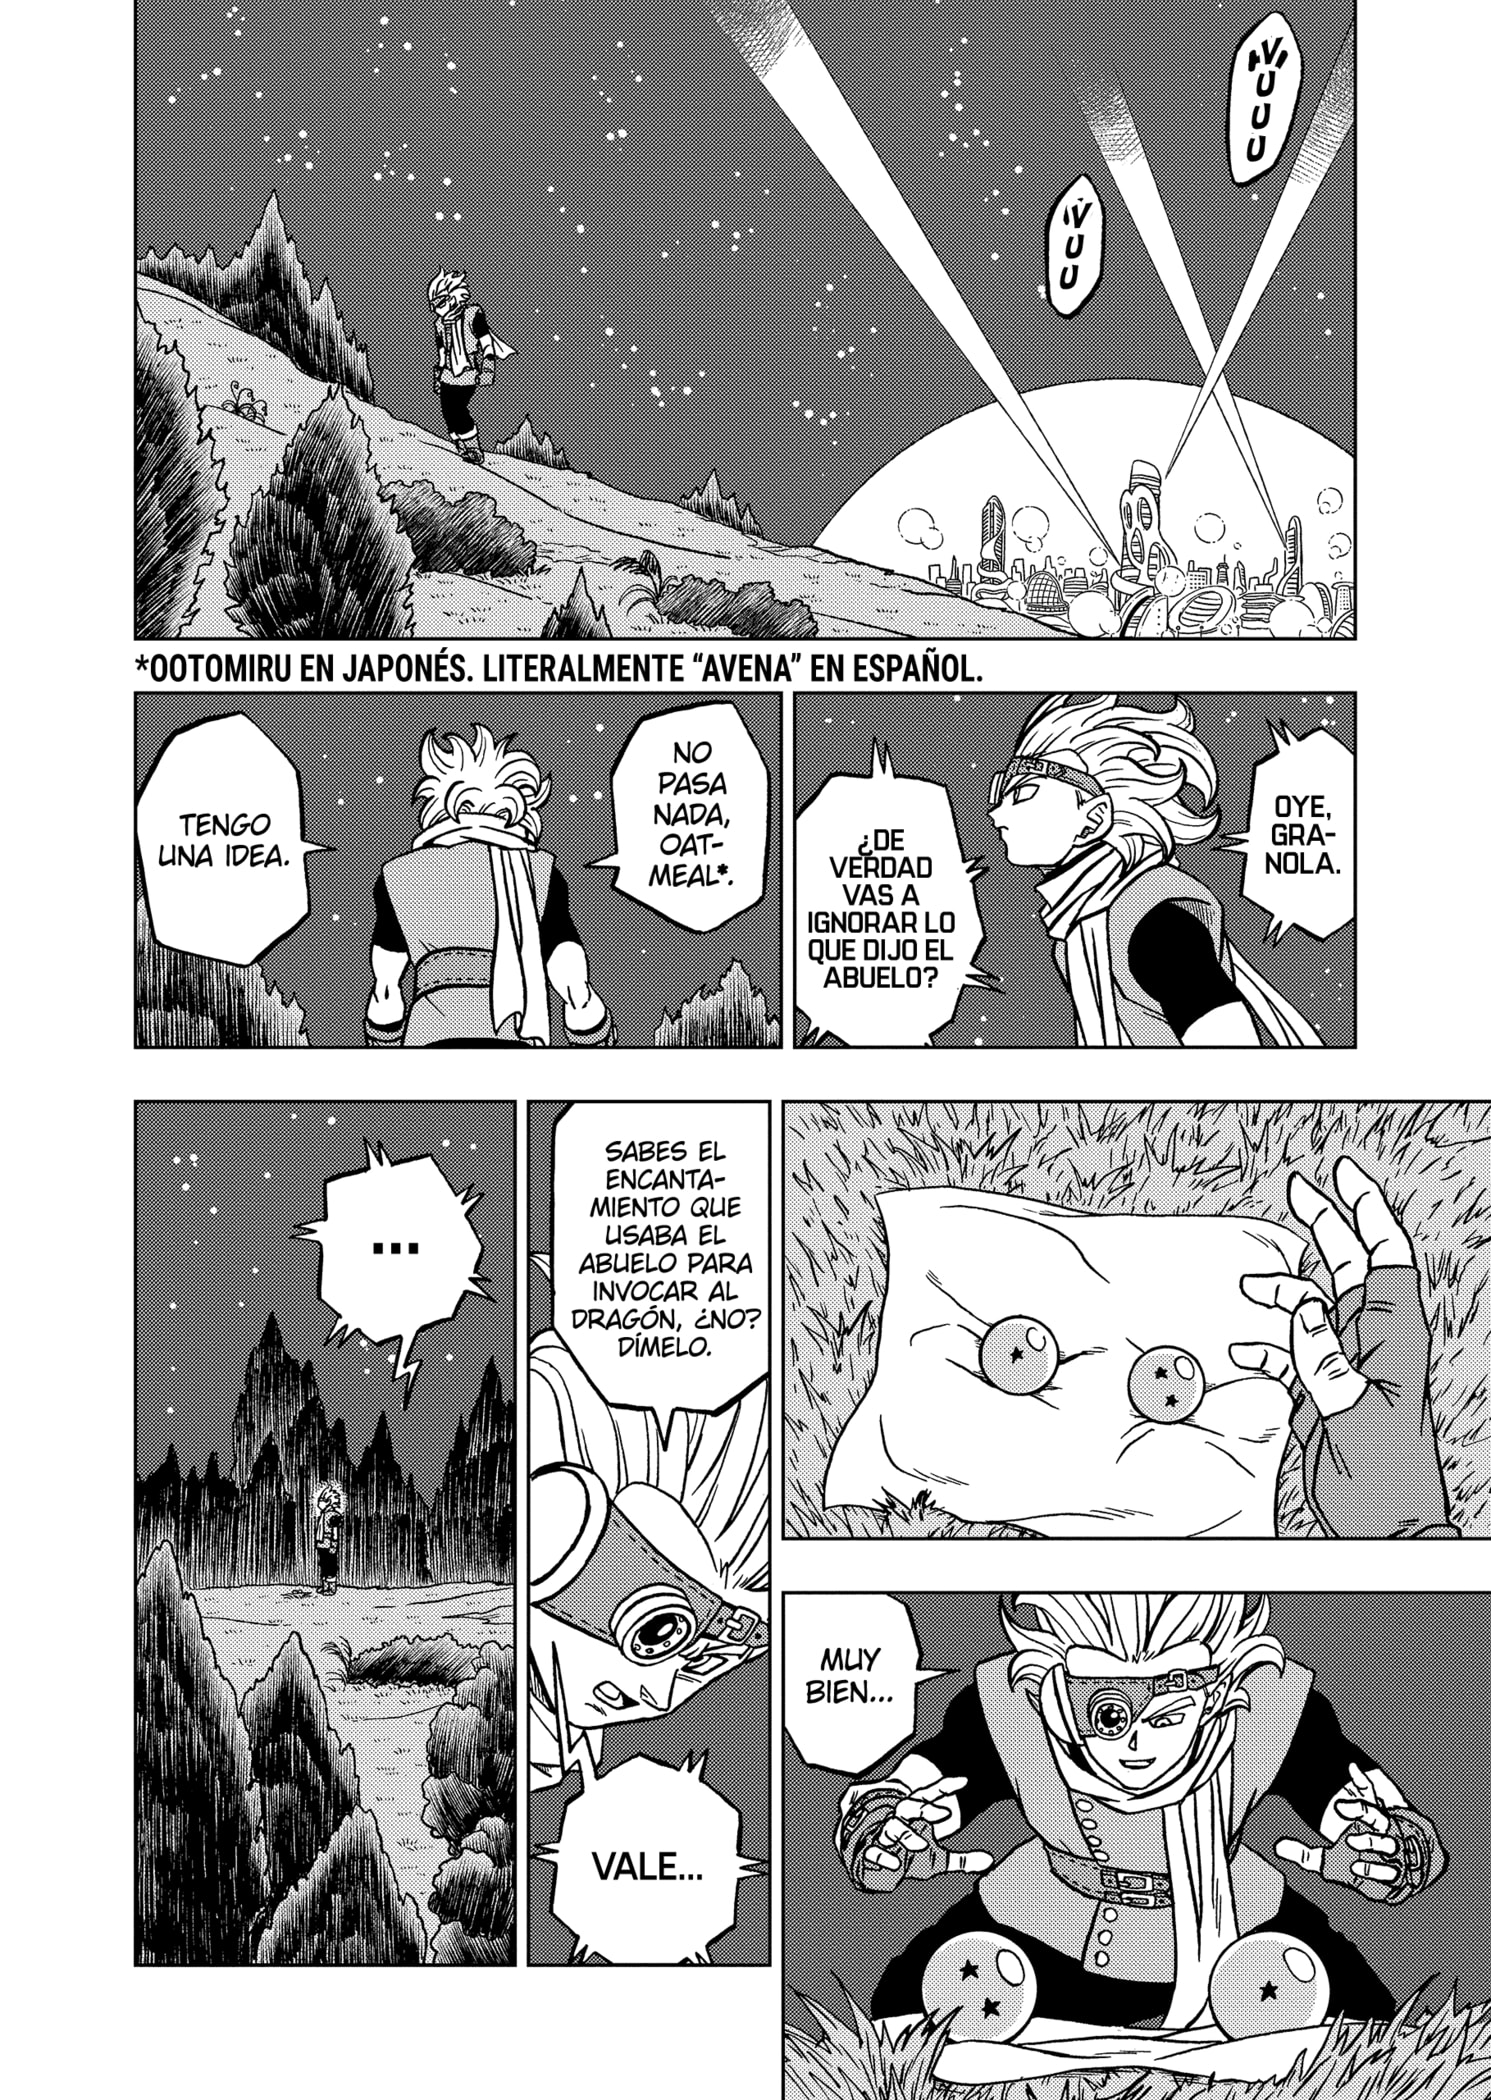 VUUU
VUU
*OOTOMIRU EN JAPONÉS. LITERALMENTE “AVENA” EN ESPAÑOL.
OYE,
GRA-
NOLA.
¿DE
VERDAD
VAS A
IGNORAR LO
QUE DIJO EL
ABUELO?
NO
PASA
NADA,
OAT-
MEAL*.
TENGO
UNA IDEA.
SABES EL
ENCANTA-
MIENTO QUE
USABA EL
ABUELO PARA
INVOCAR AL
DRAGÓN, ¿NO?
DÍMELO.
VALE...
...
MUY
BIEN...